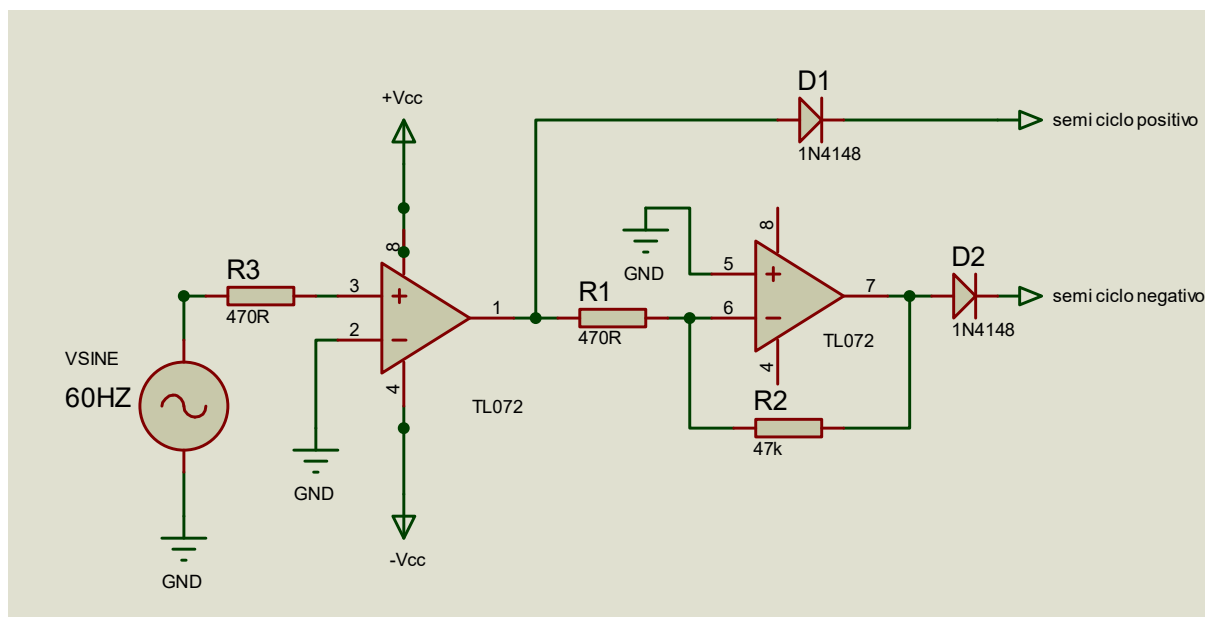 D1
+Vcc
semi ciclo positivo
1N4148
8
8
GND
D2
R3
5
3
1
R1
7
semi ciclo negativo
470R
2
6
1N4148
470R
TL072
VSINE
4
4
60HZ
R2
TL072
47k
GND
-Vcc
GND